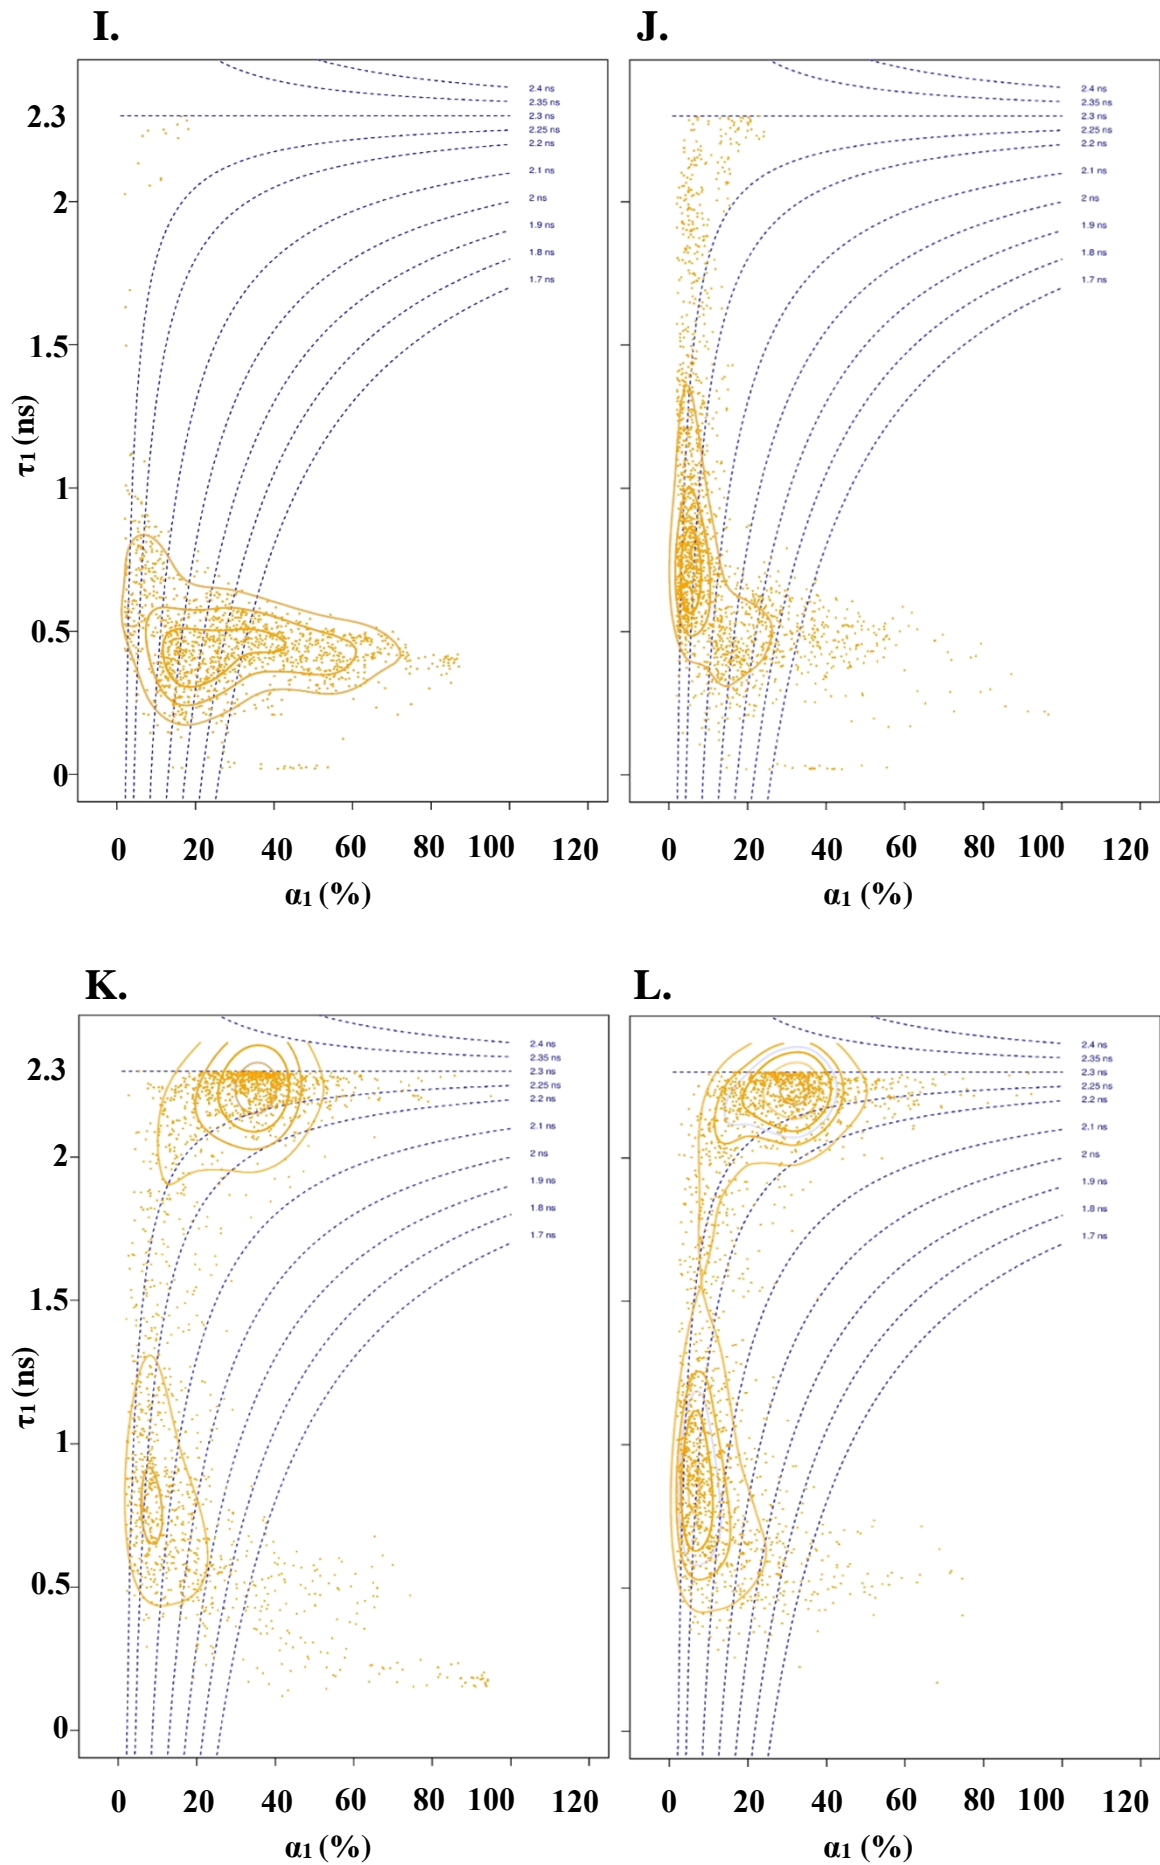 I.
J.
2.4 ns
2.35 ns
2.3 ns
2.25 ns
2.2 ns
2.1 ns
2 ns
1.9 ns
1.8 ns
1.7 ns
2.4 ns
2.35 ns
2.3 ns
2.25 ns
2.2 ns
2.1 ns
2 ns
1.9 ns
1.8 ns
1.7 ns
2.3
2
1.5
1
0.5
0
τ1 (ns)
0 20 40 60 80 100 120
0 20 40 60 80 100 120
α1 (%)
α1 (%)
K.
L.
2.4 ns
2.35 ns
2.3 ns
2.25 ns
2.2 ns
2.1 ns
2 ns
1.9 ns
1.8 ns
1.7 ns
2.4 ns
2.35 ns
2.3 ns
2.25 ns
2.2 ns
2.1 ns
2 ns
1.9 ns
1.8 ns
1.7 ns
2.3
2
1.5
1
0.5
0
τ1 (ns)
0 20 40 60 80 100 120
0 20 40 60 80 100 120
α1 (%)
α1 (%)